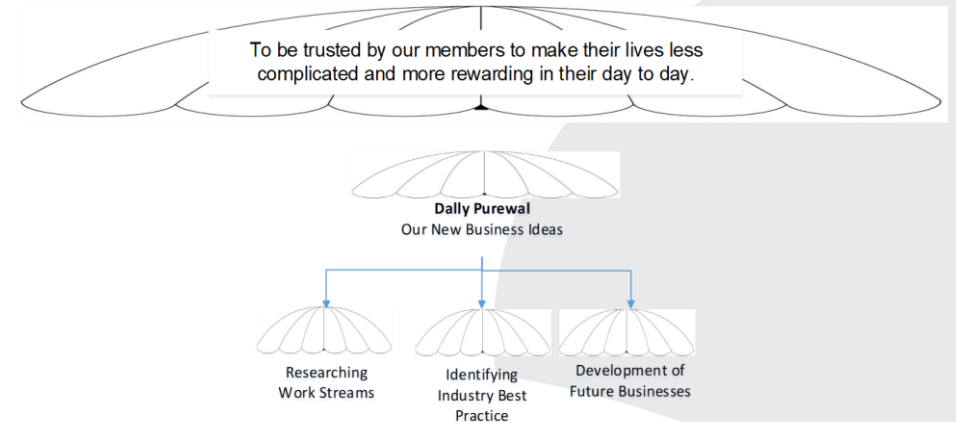 To be trusted by our members to make their lives less
complicated and more rewarding in their day to day.
Dally Purewal
Our New Business Ideas
Researching
Work Streams
Identifying
Industry Best
Practice
Development of
Future Businesses